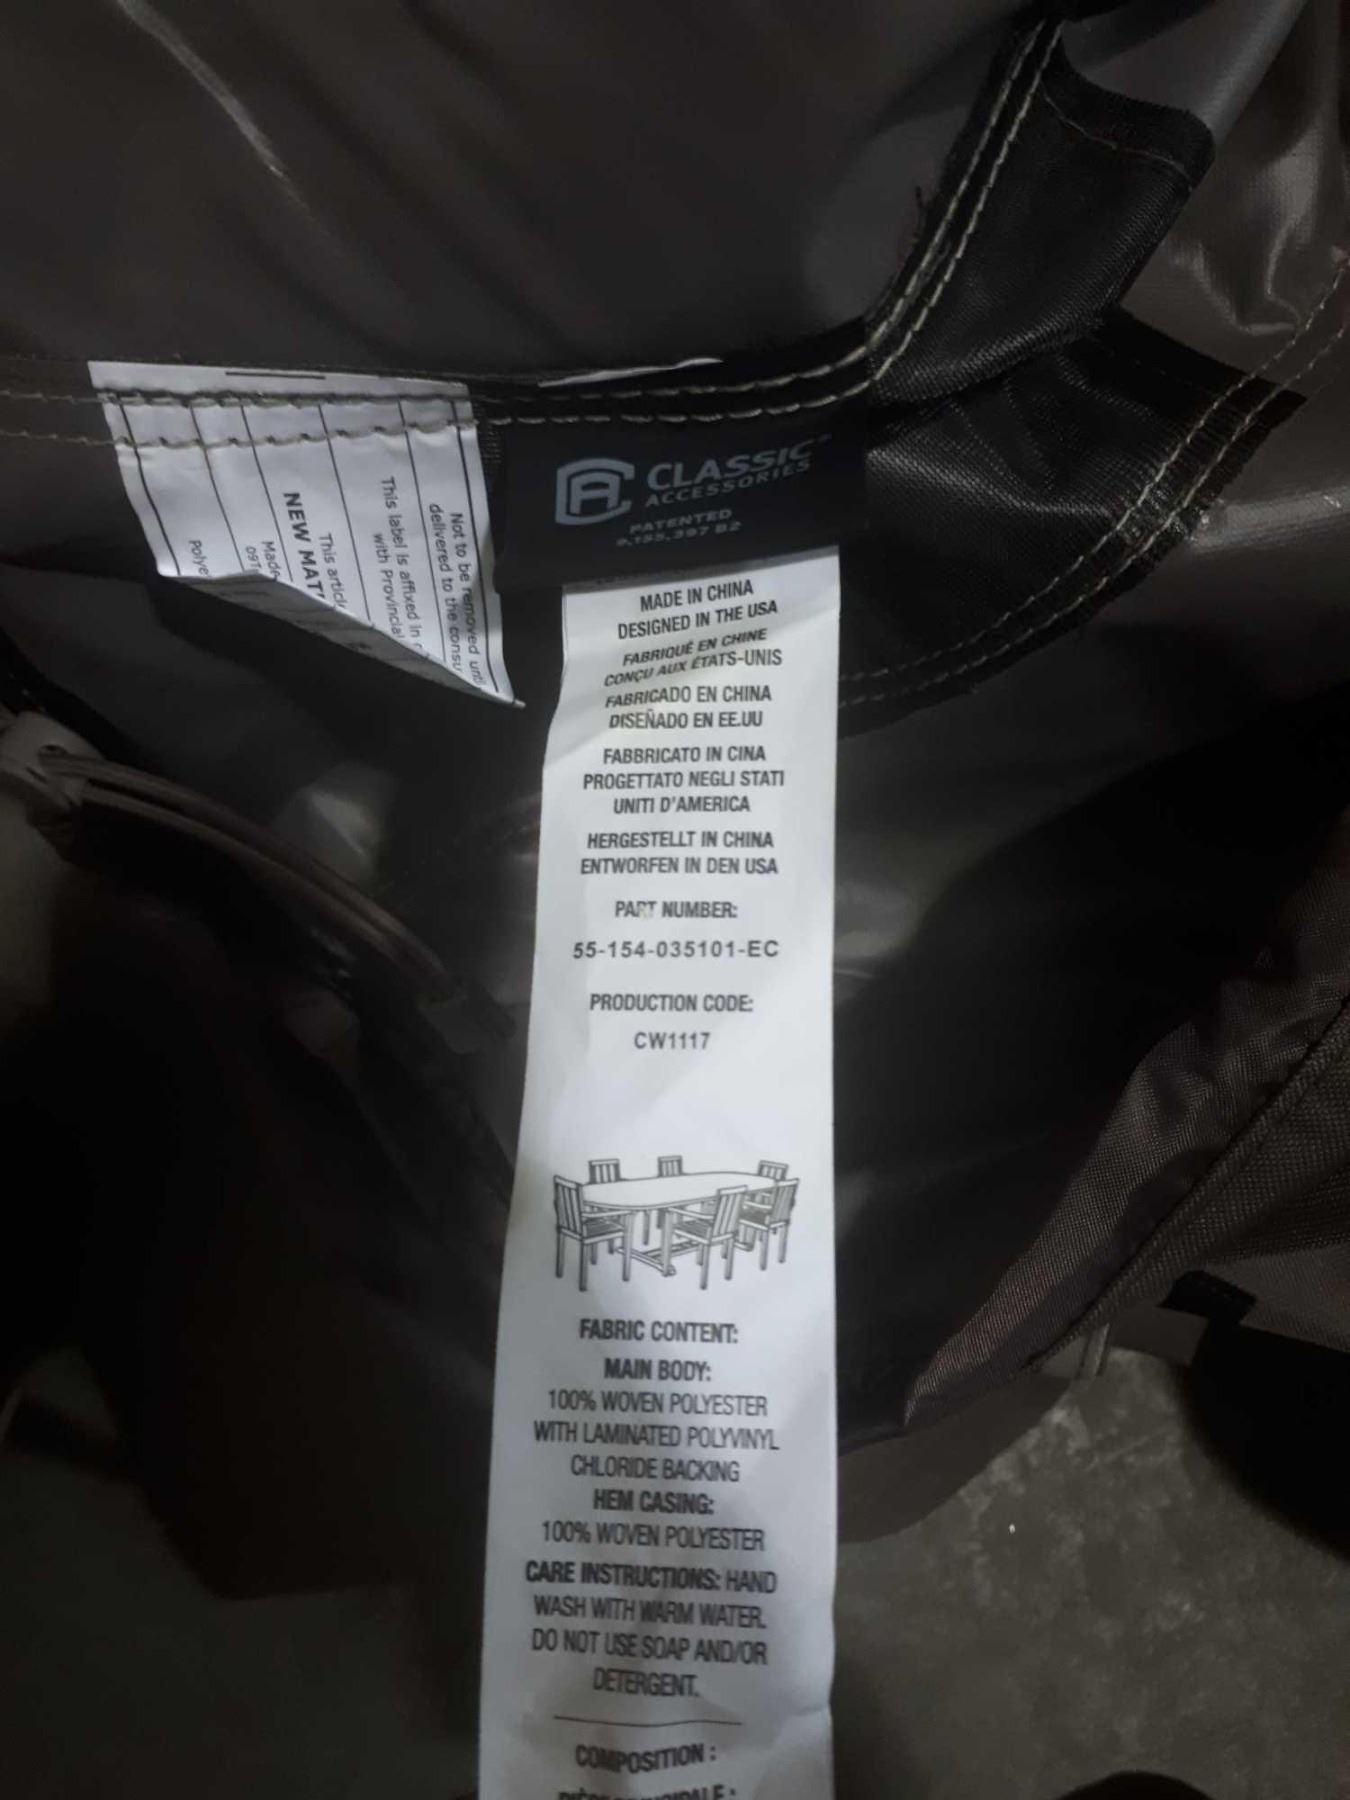 CLASSIC
ACCESSORIES
PATENTED
MADE IN CHINA
DESIGNED IN THE USA
FABRIQUÉ EN CHINE
CONÇU AUX ÉTATS-UNIS
FABRICADO EN CHINA
DISEÑADO EN EE.UU
FABBRICATO IN CINA
PROGETTATO NEGLI STATI
UNITI D'AMERICA
HERGESTELLT IN CHINA
ENTWORFEN IN DEN USA
PART NUMBER:
55-154-035101-EC
PRODUCTION CODE:
CW1117
FABRIC CONTENT:
MAIN BODY:
100% WOVEN POLYESTER
WITH LAMINATED POLYVINYL
CHLORIDE BACKING
HEM CASING:
100% WOVEN POLYESTER
CARE INSTRUCTIONS: HAND
WASH WITH WARM WATER.
DO NOT USE SOAP AND/OR
DETERGENT.
COMPOSITION :
Not to be removed until
delivered to the
This label is affixed in
with Provincial
This
NEW
Made